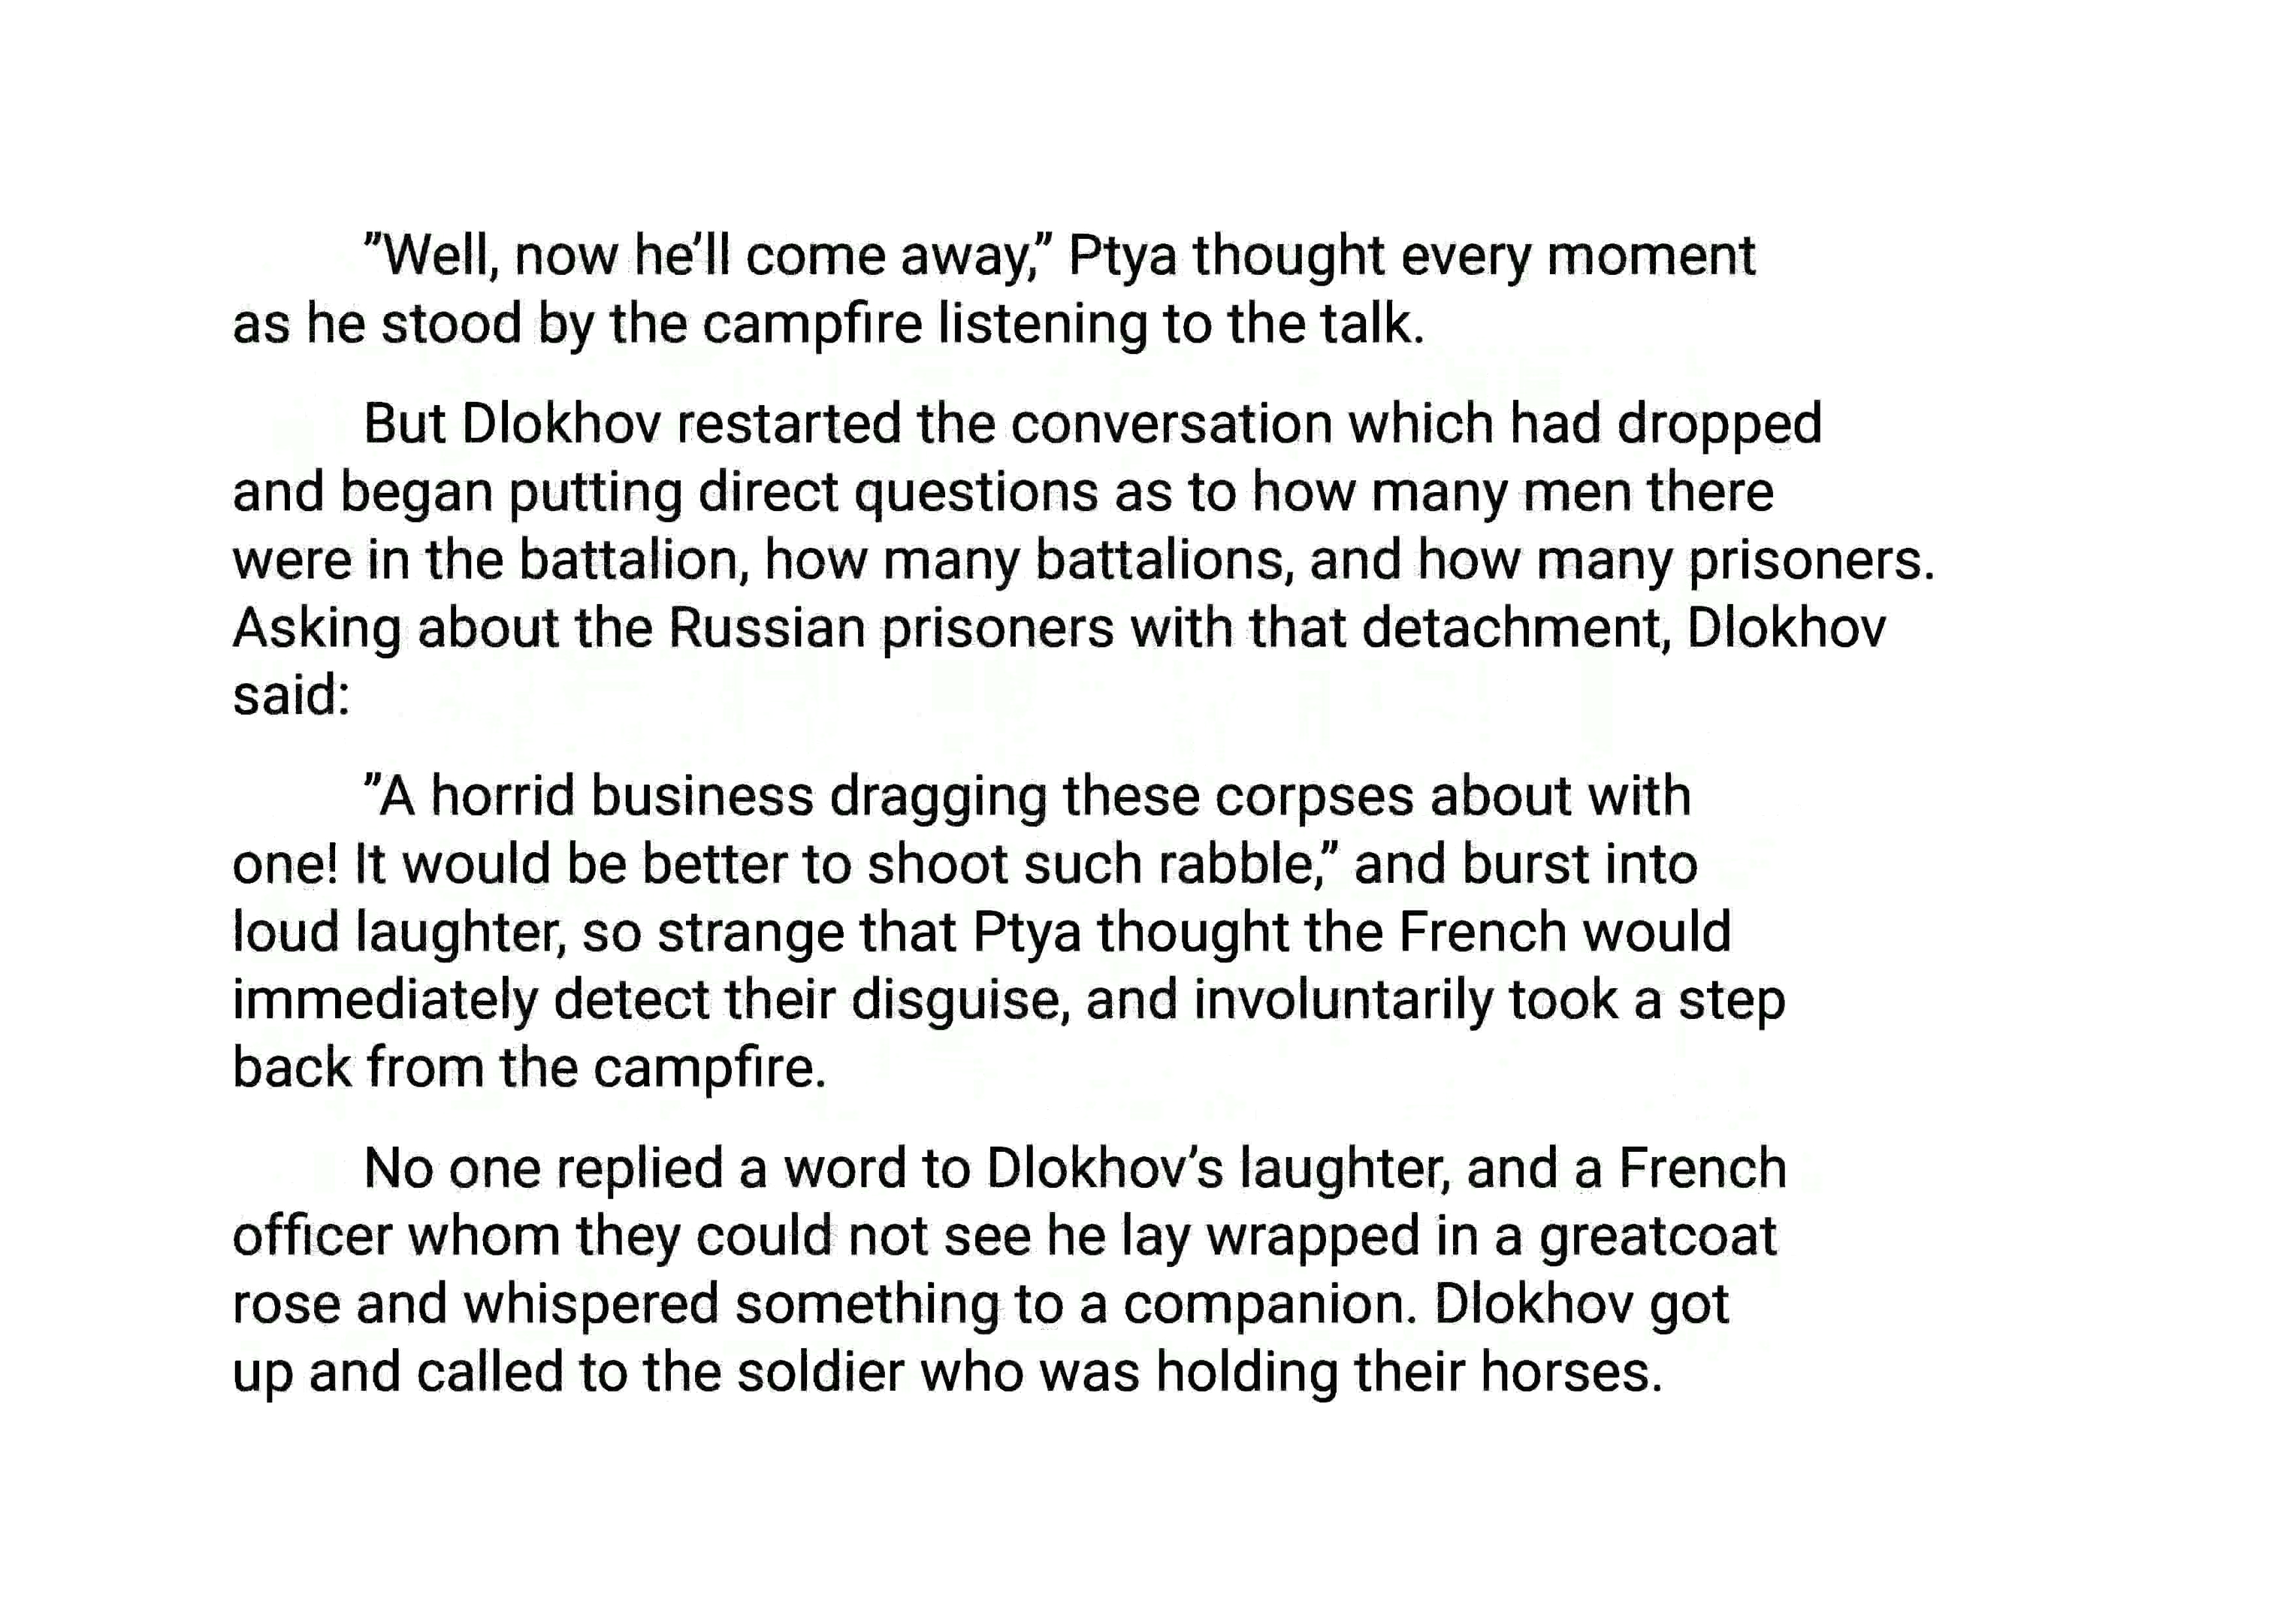 ”Well, now he’ll come away,” Ptya thought every moment
as he stood by the campfire listening to the talk.
But Dlokhov restarted the conversation which had dropped
and began putting direct questions as to how many men there
were in the battalion, how many battalions, and how many prisoners.
Asking about the Russian prisoners with that detachment, Dlokhov
said:
”A horrid business dragging these corpses about with
one! It would be better to shoot such rabble,” and burst into
loud laughter, so strange that Ptya thought the French would
immediately detect their disguise, and involuntarily took a step
back from the campfire.
No one replied a word to Dlokhov’s laughter, and a French
officer whom they could not see he lay wrapped in a greatcoat
rose and whispered something to a companion. Dlokhov got
up and called to the soldier who was holding their horses.